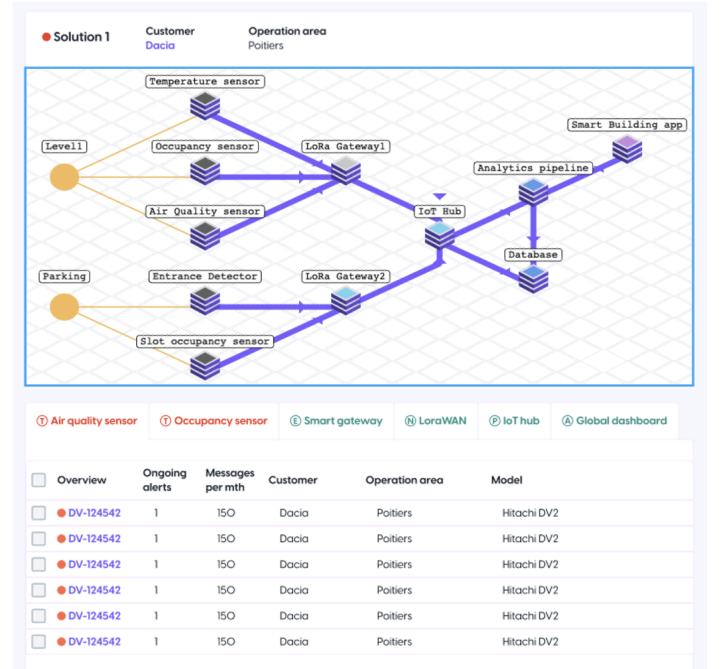 Solution 1
Customer
Dacia
Operation area
Poitiers
Temperature sensor
Smart Building app
Level1
Occupancy sensor
LoRa Gateway1
Analytics pipeline
Air Quality sensor
IoT Hub
Database
Parking
Entrance Detector
LoRa Gateway2
Slot occupancy sensor
T Air quality sensor T Occupancy sensor E Smart gateway N LoraWAN P IoT hub A Global dashboard
Overview Ongoing alerts Messages per mth Customer Operation area Model
DV-124542 1 150 Dacia Poitiers Hitachi DV2
DV-124542 1 150 Dacia Poitiers Hitachi DV2
DV-124542 1 150 Dacia Poitiers Hitachi DV2
DV-124542 1 150 Dacia Poitiers Hitachi DV2
DV-124542 1 150 Dacia Poitiers Hitachi DV2
DV-124542 1 150 Dacia Poitiers Hitachi DV2